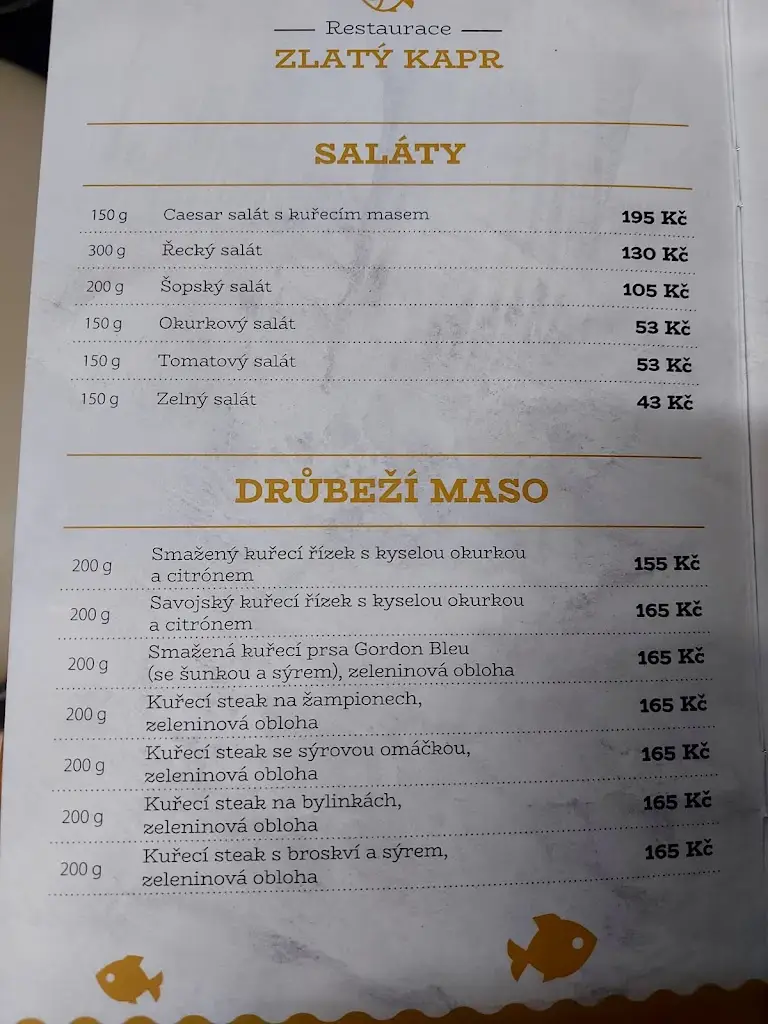 Restaurace
ZLATÝ KAPR
SALÁTY
150 g Caesar salát s kuřecím masem 195 Kč
300 g Řecký salát 130 Kč
200 g Šopský salát 105 Kč
150 g Okurkový salát 53 Kč
150 g Tomatový salát 53 Kč
150 g Zelný salát 43 Kč
DRŮBEŽÍ MASO
200 g Smažený kuřecí řízek s kyselou okurkou
a citrónem 155 Kč
200 g Savojský kuřecí řízek s kyselou okurkou
a citrónem 165 Kč
200 g Smažená kuřecí prsa Gordon Bleu
(se šunkou a sýrem), zeleninová obloha 165 Kč
200 g Kuřecí steak na žampionech,
zeleninová obloha 165 Kč
200 g Kuřecí steak se sýrovou omáčkou,
zeleninová obloha 165 Kč
200 g Kuřecí steak na bylinkách,
zeleninová obloha 165 Kč
200 g Kuřecí steak s broskví a sýrem,
zeleninová obloha 165 Kč